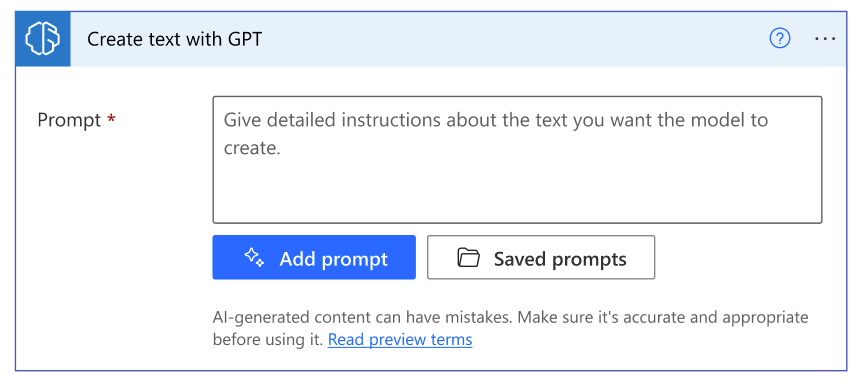 Create text with GPT
?
Prompt *
Give detailed instructions about the text you want the model to
create.
Add prompt
Saved prompts
AI-generated content can have mistakes. Make sure it's accurate and appropriate
before using it. Read preview terms